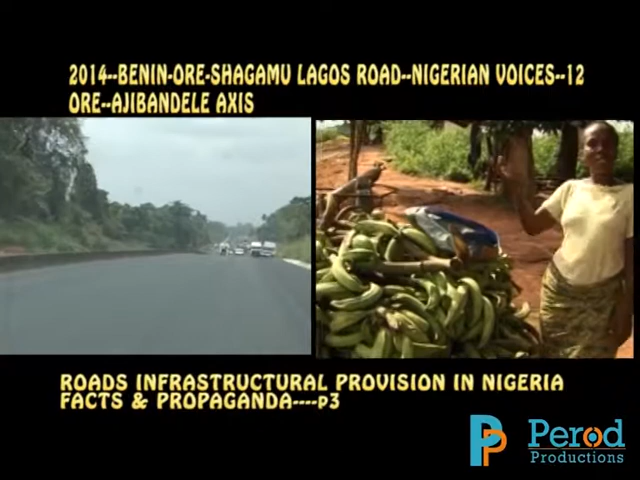 2014--BENIN-ORE-SHAGAMU LAGOS ROAD--NIGERIAN VOICES--12
ORE--AJIBANDELE AXIS
ROADS INFRASTRUCTURAL PROVISION IN NIGERIA
FACTS & PROPAGANDA----P3
Perod
Productions